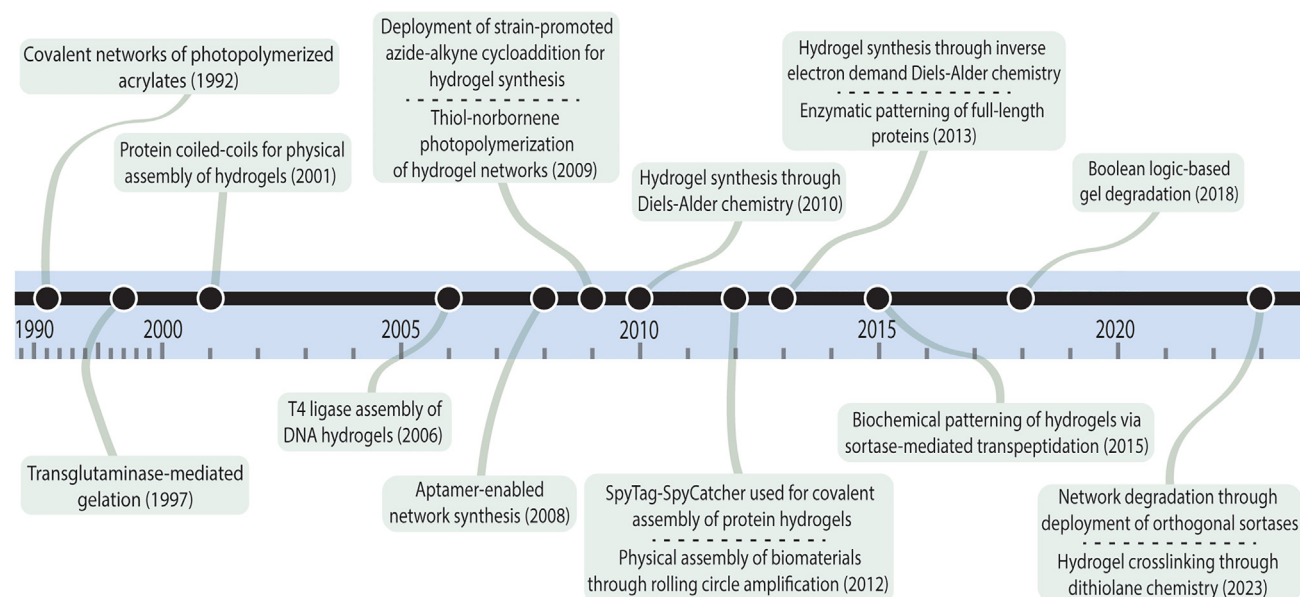 Covalent networks of photopolymerized
acrylates (1992)
Protein coiled-coils for physical
assembly of hydrogels (2001)
Deployment of strain-promoted
azide-alkyne cycloaddition for
hydrogel synthesis
Thiol-norbornene
photopolymerization
of hydrogel networks (2009)
Hydrogel synthesis through
Diels-Alder chemistry (2010)
Hydrogel synthesis through inverse
electron demand Diels-Alder chemistry
Enzymatic patterning of full-length
proteins (2013)
Boolean logic-based
gel degradation (2018)
1990
2000
2005
2010
2015
2020
Transglutaminase-mediated
gelation (1997)
T4 ligase assembly of
DNA hydrogels (2006)
Aptamer-enabled
network synthesis (2008)
SpyTag-SpyCatcher used for covalent
assembly of protein hydrogels
Physical assembly of biomaterials
through rolling circle amplification (2012)
Biochemical patterning of hydrogels via
sortase-mediated transpeptidation (2015)
Network degradation through
deployment of orthogonal sortases
Hydrogel crosslinking through
dithiolane chemistry (2023)